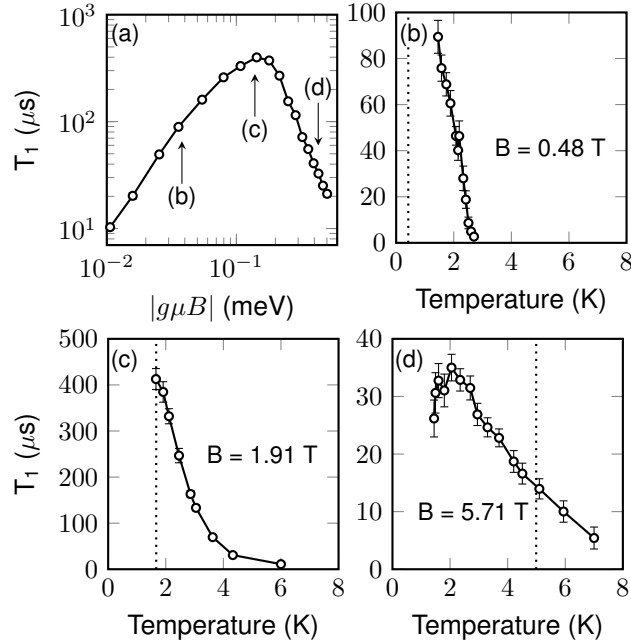 (a)
T₁ (μs)
10³
10²
10¹
10⁻²
10⁻¹
|gμB| (meV)
(b)
(c)
(d)
(b)
100
80
60
40
20
0
B = 0.48 T
0 2 4 6 8
Temperature (K)
(c)
T₁ (μs)
500
400
300
200
100
0
B = 1.91 T
0 2 4 6 8
Temperature (K)
(d)
40
30
20
10
0
B = 5.71 T
0 2 4 6 8
Temperature (K)